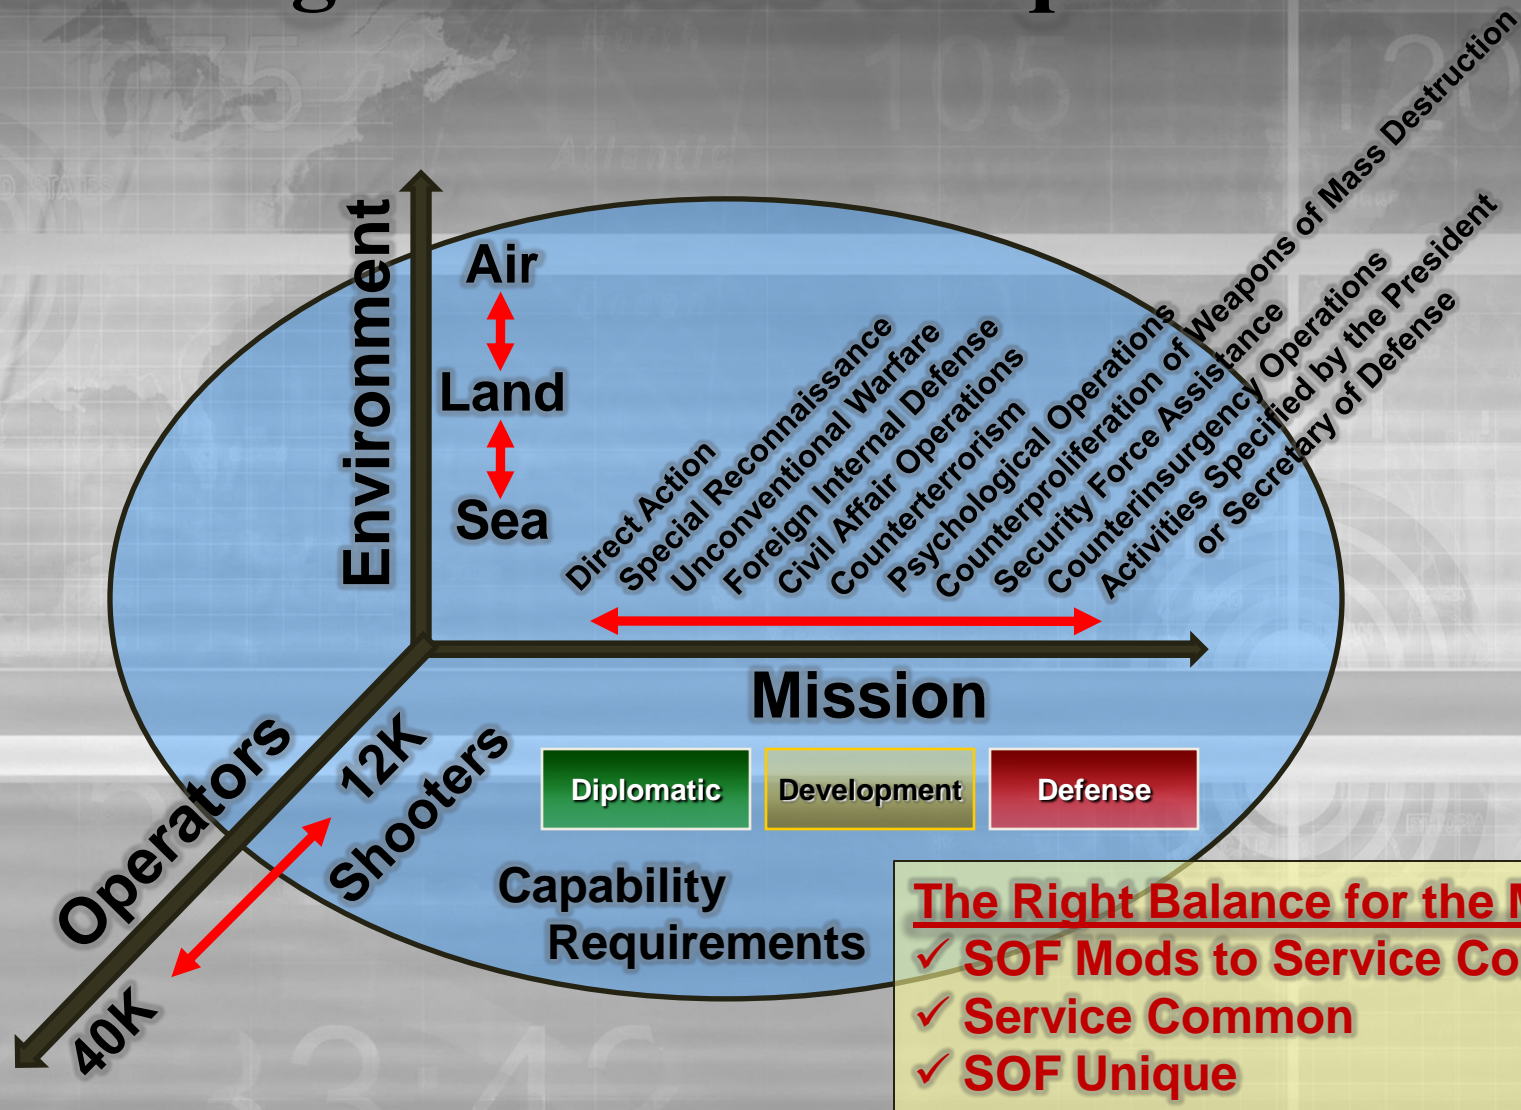 Environment
Air
Land
Sea
Direct Action
Special Reconnaissance
Unconventional Warfare
Foreign Internal Defense
Civil Affair Operations
Counterterrorism
Psychological Operations
Counterproliferation of Weapons of Mass Destruction
Security Force Assistance
Counterinsurgency Operations
Activities Specified by the President
or Secretary of Defense
Mission
Operators
12K
Shooters
40K
Diplomatic
Development
Defense
Capability
Requirements
The Right Balance for the
✓ SOF Mods to Service
✓ Service Common
✓ SOF Unique
105
120
75